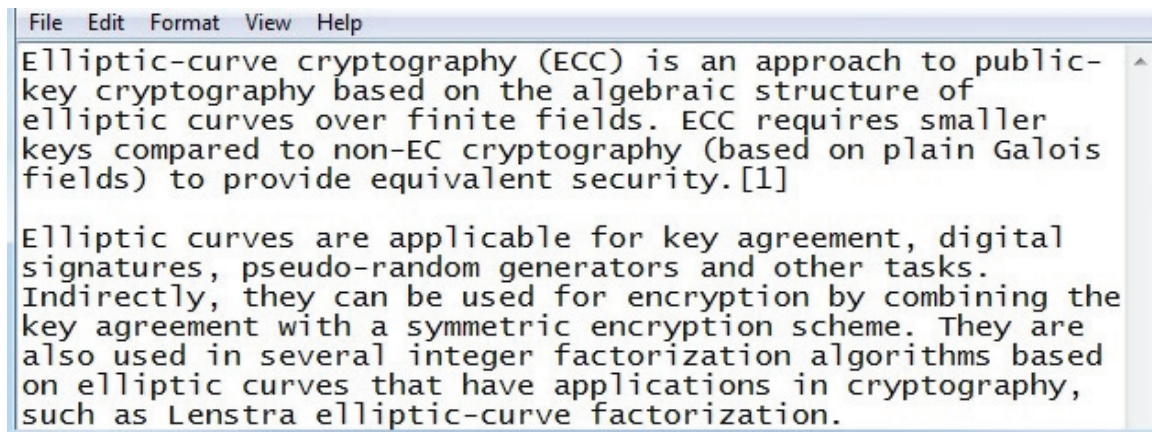 File Edit Format View Help
Elliptic-curve cryptography (ECC) is an approach to public-
key cryptography based on the algebraic structure of
elliptic curves over finite fields. ECC requires smaller
keys compared to non-EC cryptography (based on plain Galois
fields) to provide equivalent security.[1]
Elliptic curves are applicable for key agreement, digital
signatures, pseudo-random generators and other tasks.
Indirectly, they can be used for encryption by combining the
key agreement with a symmetric encryption scheme. They are
also used in several integer factorization algorithms based
on elliptic curves that have applications in cryptography,
such as Lenstra elliptic-curve factorization.